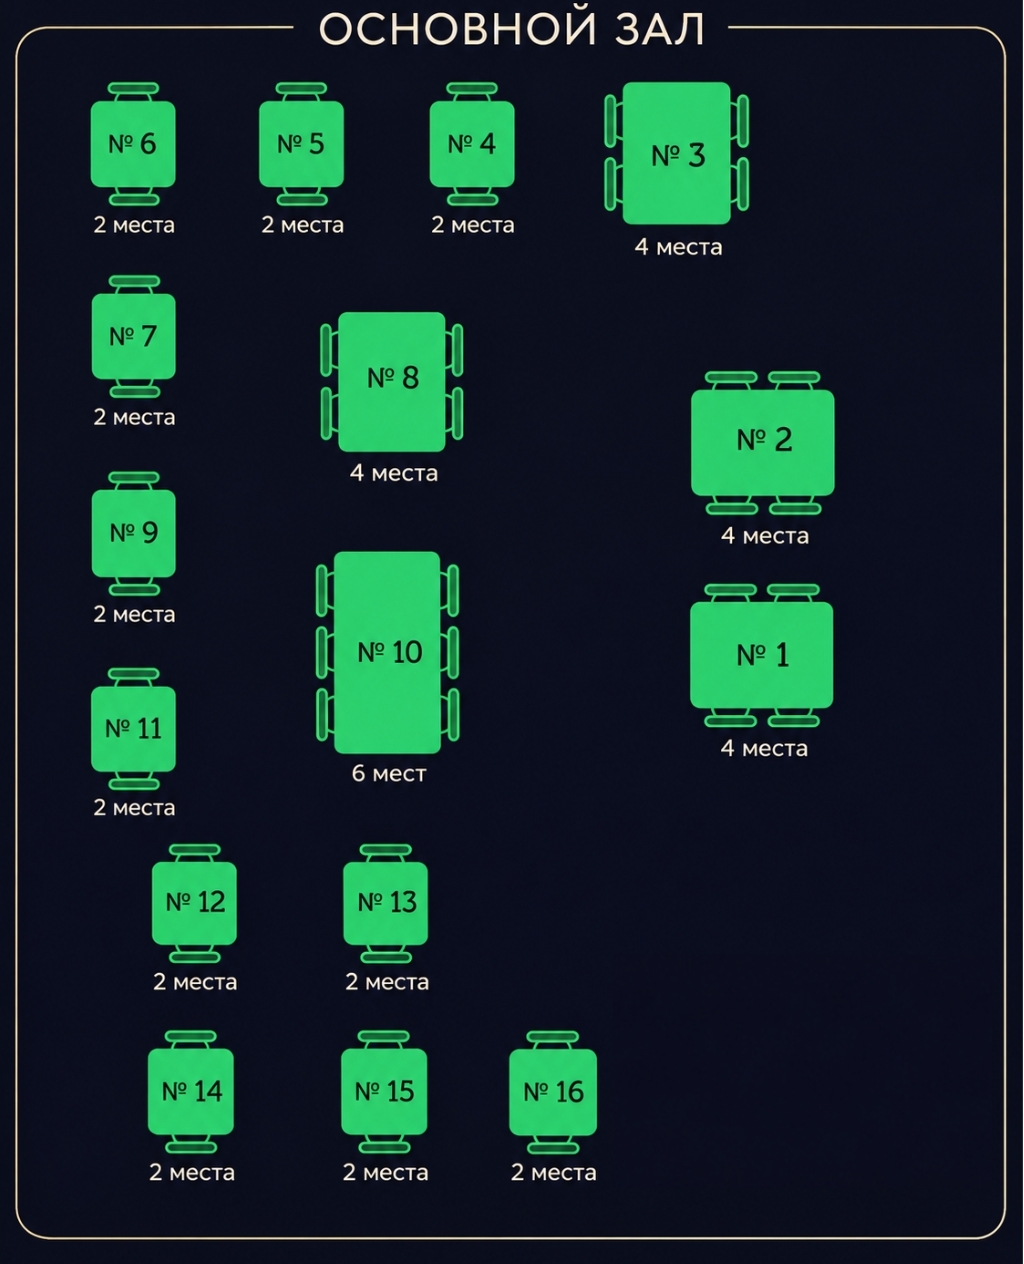 ОСНОВНОЙ ЗАЛ
№ 6
2 места
№ 5
2 места
№ 4
2 места
№ 3
4 места
№ 7
2 места
№ 8
4 места
№ 2
4 места
№ 9
2 места
№ 10
6 мест
№ 1
4 места
№ 11
2 места
№ 12
2 места
№ 13
2 места
№ 14
2 места
№ 15
2 места
№ 16
2 места